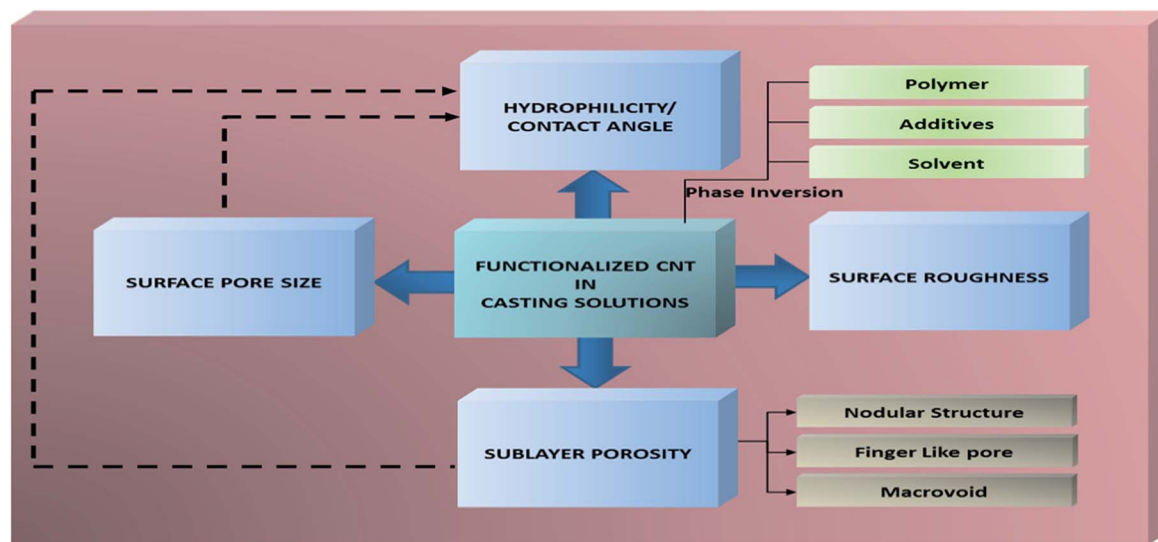 HYDROPHILICITY/
CONTACT ANGLE
Polymer
Additives
Solvent
Phase Inversion
SURFACE PORE SIZE
FUNCTIONALIZED CNT
IN
CASTING SOLUTIONS
SURFACE ROUGHNESS
SUBLAYER POROSITY
Nodular Structure
Finger Like pore
Macrovoid